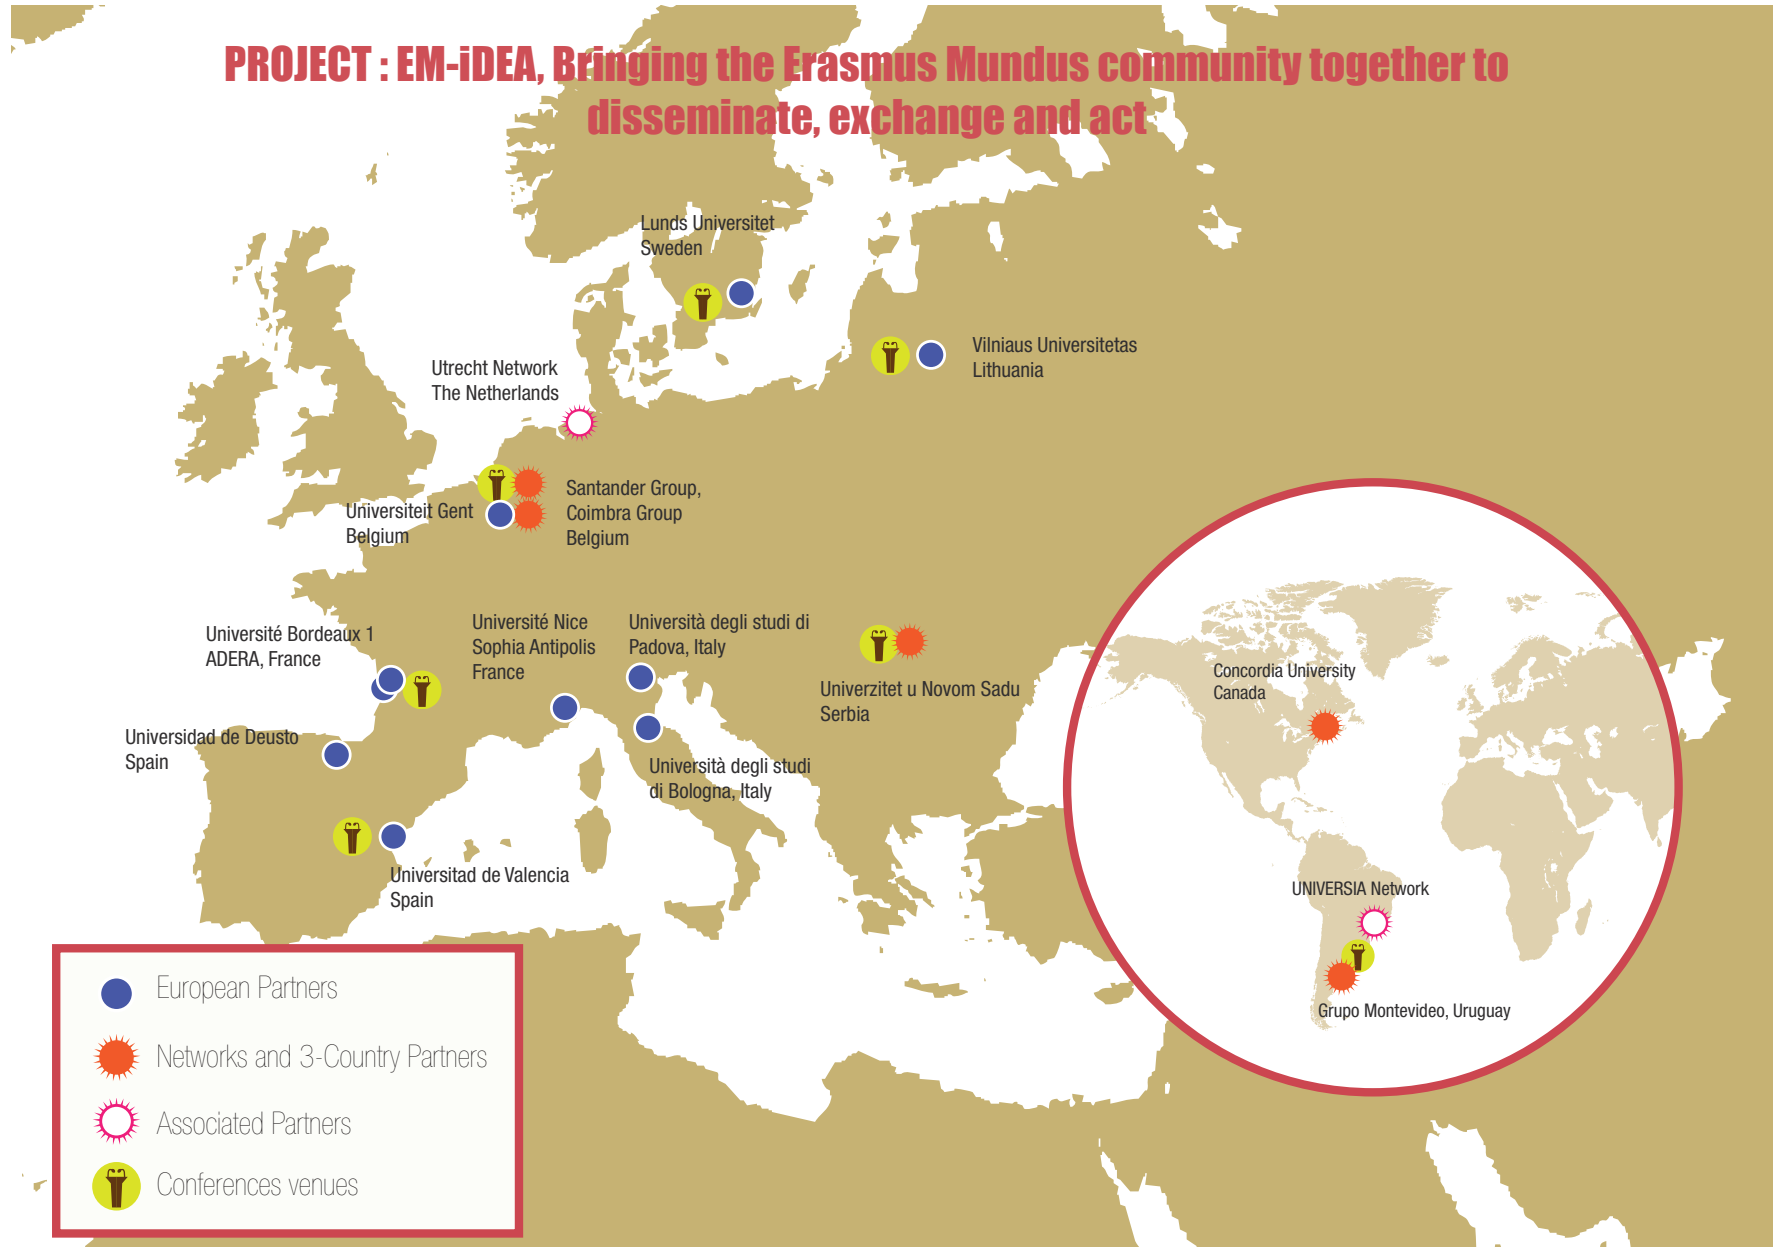 PROJECT : EM-iDEA, Bringing the Erasmus Mundus community together to
disseminate, exchange and act
Lunds Universitet
Sweden
Vilniaus Universitetas
Lithuania
Utrecht Network
The Netherlands
Santander Group,
Coimbra Group
Belgium
Universiteit Gent
Belgium
Université Bordeaux 1
ADERA, France
Université Nice
Sophia Antipolis
France
Università degli studi di
Padova, Italy
Univerzitet u Novom Sadu
Serbia
Concordia University
Canada
Universidad de Deusto
Spain
Università degli studi
di Bologna, Italy
Universitad de Valencia
Spain
UNIVERSIA Network
Grupo Montevideo, Uruguay
European Partners
Networks and 3-Country Partners
Associated Partners
Conferences venues